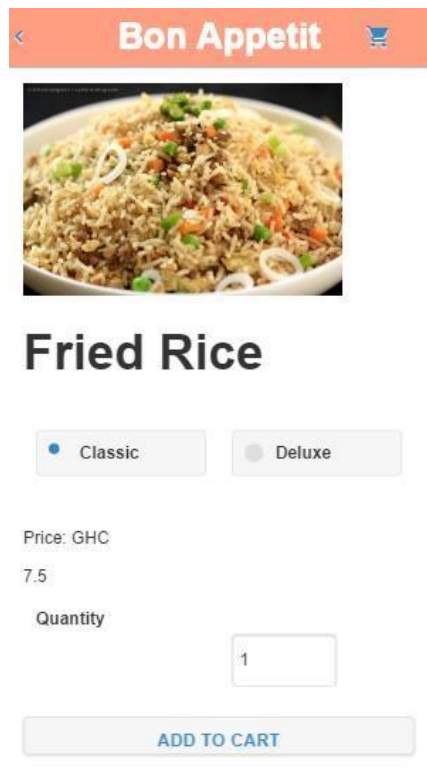 Bon Appetit
Fried Rice
Classic
Deluxe
Price: GHC
7.5
Quantity
1
ADD TO CART